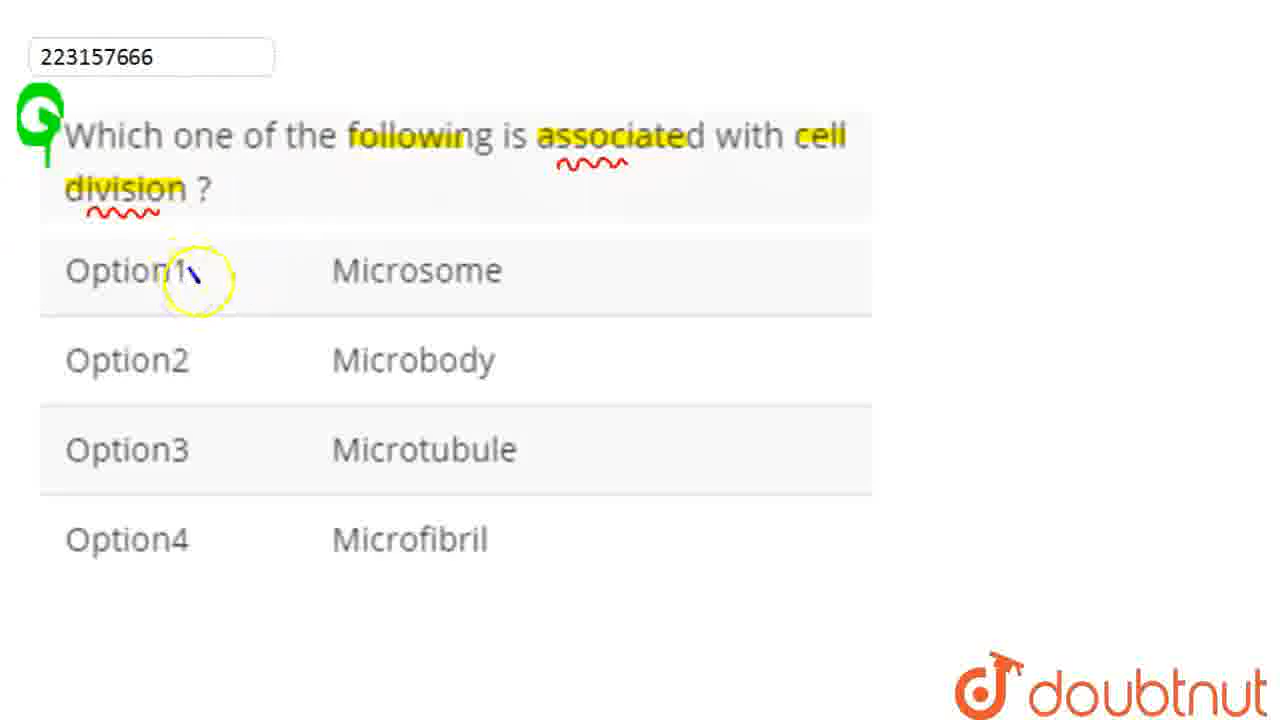 223157666
Which one of the following is associated with cell
division ?
Option1 Microsome
Option2 Microbody
Option3 Microtubule
Option4 Microfibril
doubtnut